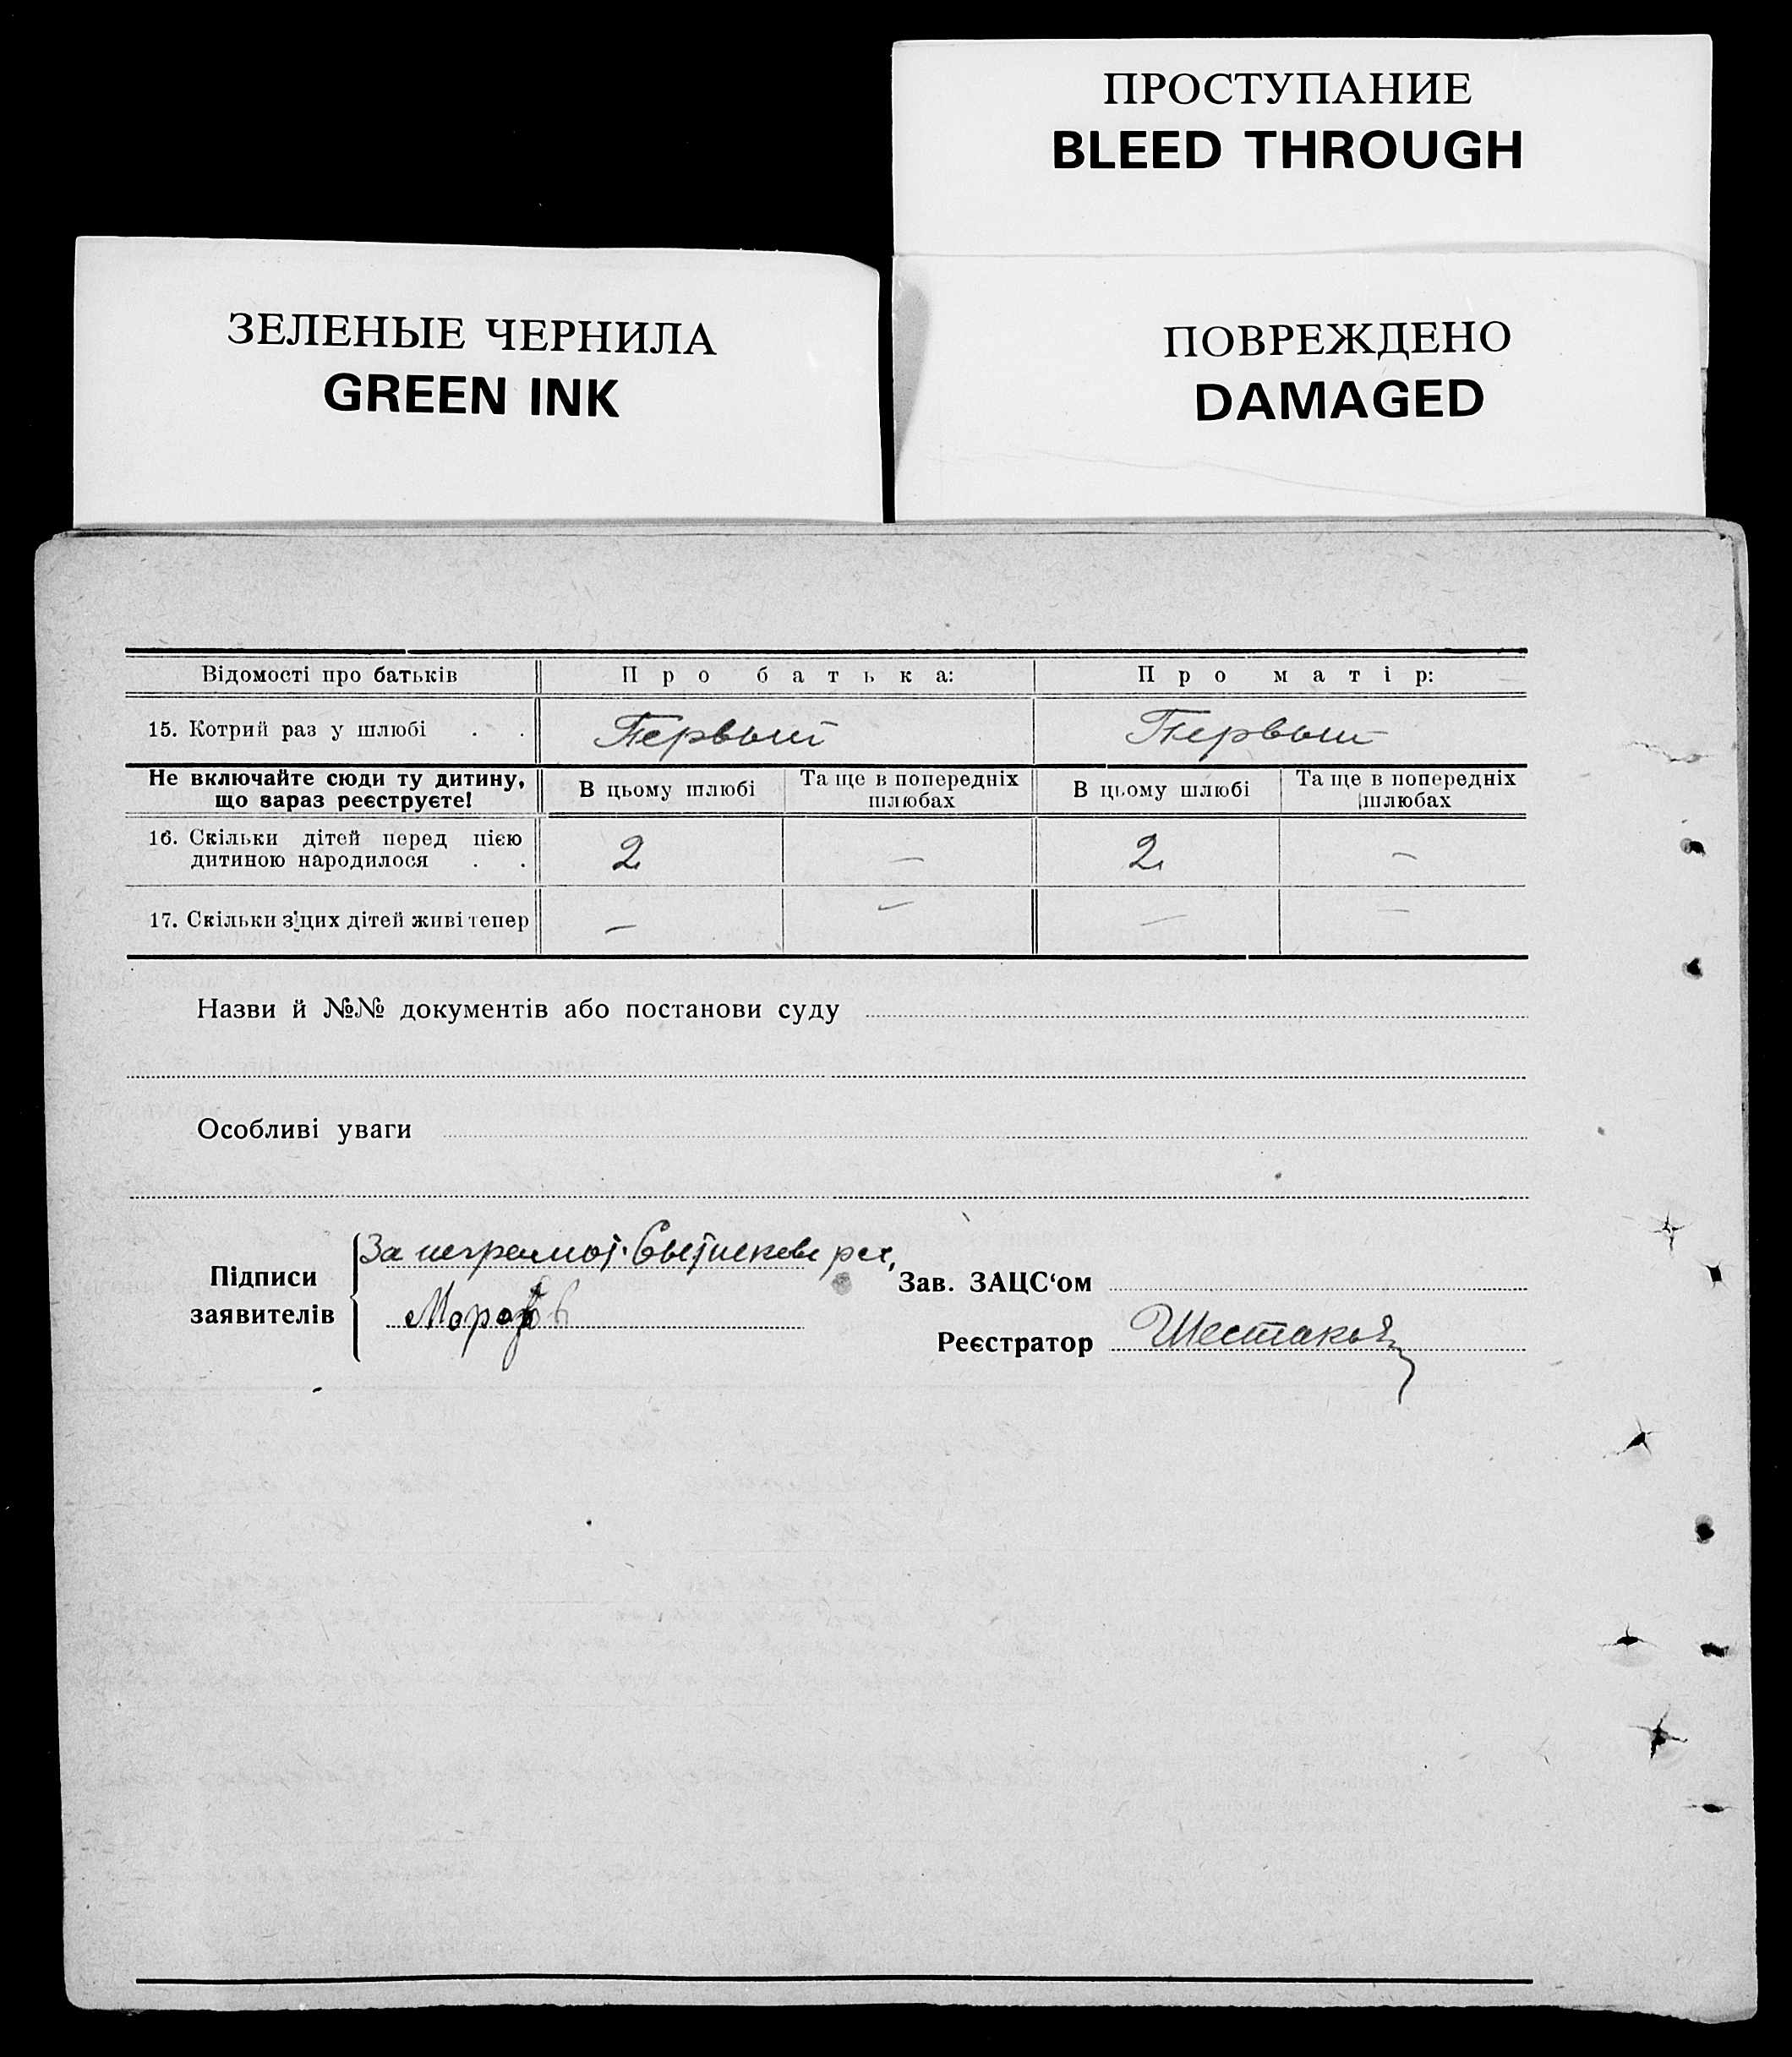 ПРОСТУПАНИЕ
BLEED THROUGH
ЗЕЛЕНЫЕ ЧЕРНИЛА
GREEN INK
ПОВРЕЖДЕНО
DAMAGED
Відомості про батьків Про батька: Про матір:
15. Котрий раз у шлюбі . . Первый Первый
Не включайте сюди ту дитину, що зараз реєструєте! В цьому шлюбі Та ще в попередніх шлюбах В цьому шлюбі Та ще в попередніх шлюбах
16. Скільки дітей перед цією
дитиною народилося . . 2 — 2 —
17. Скільки з цих дітей живі тепер — — — —
Назви й №№ документів або постанови суду
Особливі уваги
Підписи заявителів
За неграмот.
Зав. ЗАЦС‘ом
Реєстратор